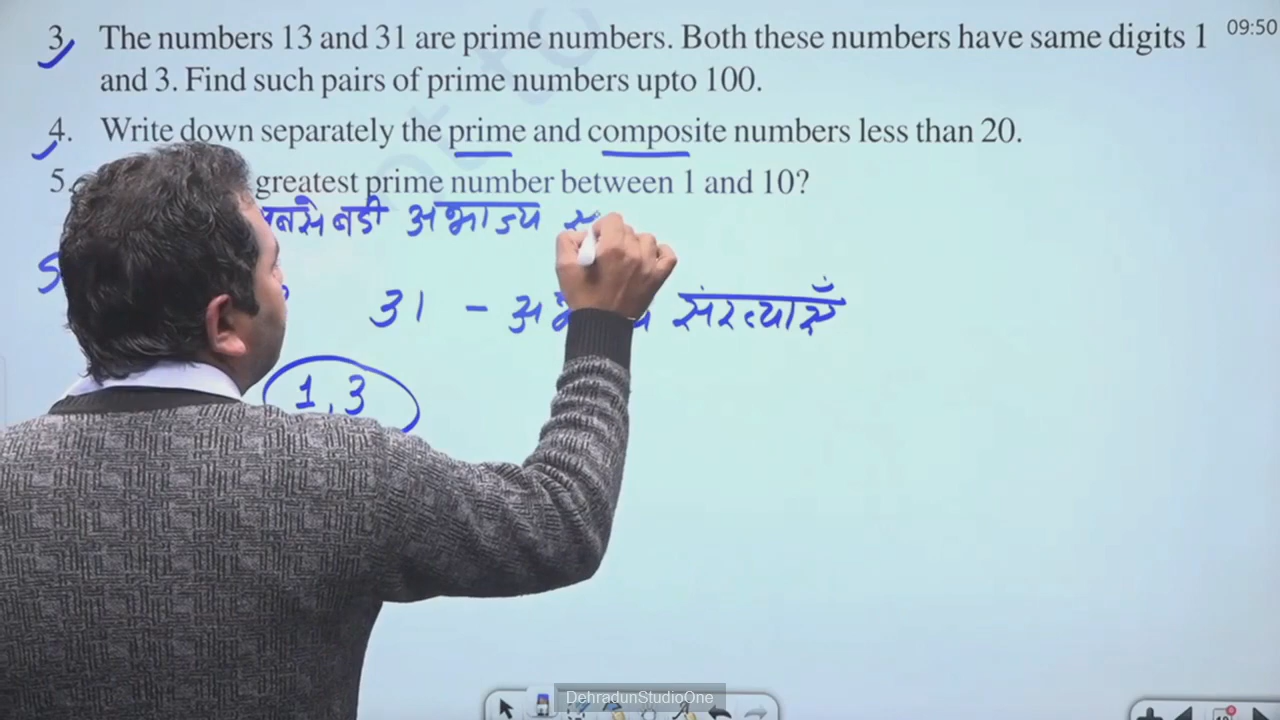 09:50
3. The numbers 13 and 31 are prime numbers. Both these numbers have same digits 1
and 3. Find such pairs of prime numbers upto 100.
4. Write down separately the prime and composite numbers less than 20.
5. greatest prime number between 1 and 10?
बड़ी अभाज्य
31 - संख्याएँ
1, 3
DehradunStudioOne